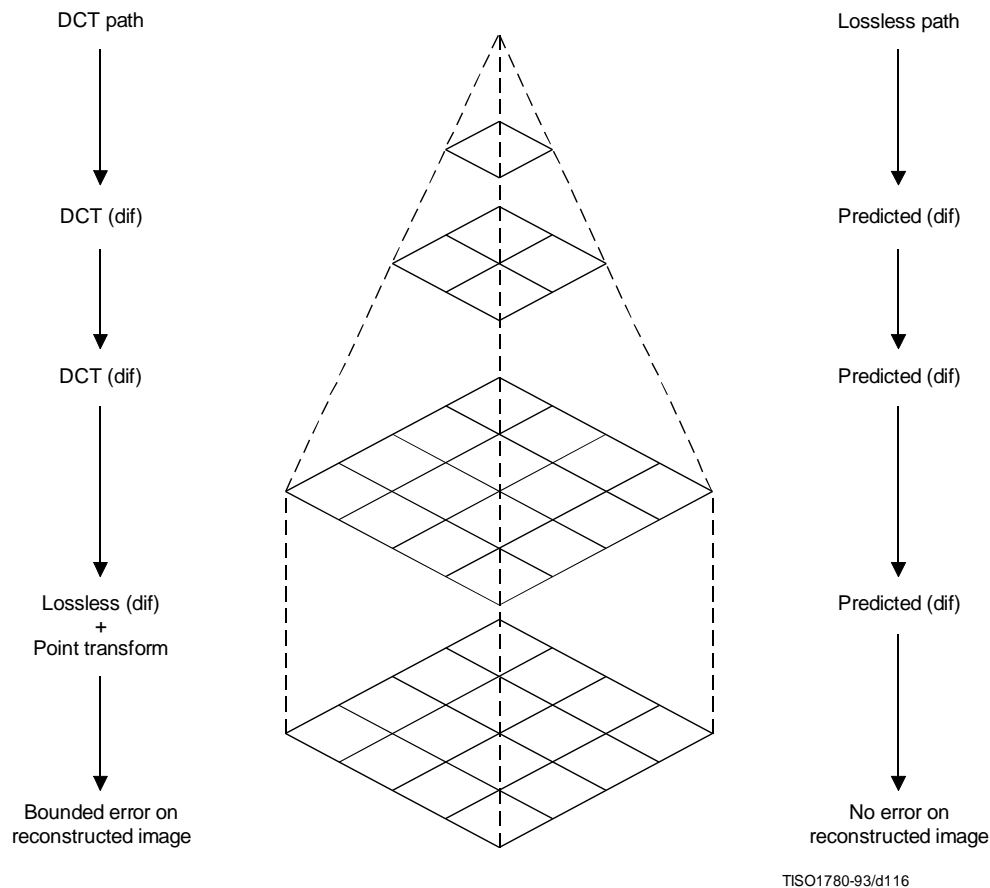 DCT path
Lossless path
DCT (dif)
Predicted (dif)
DCT (dif)
Predicted (dif)
Lossless (dif)
+
Point transform
Predicted (dif)
Bounded error on
reconstructed image
No error on
reconstructed image
TISO1780-93/d116